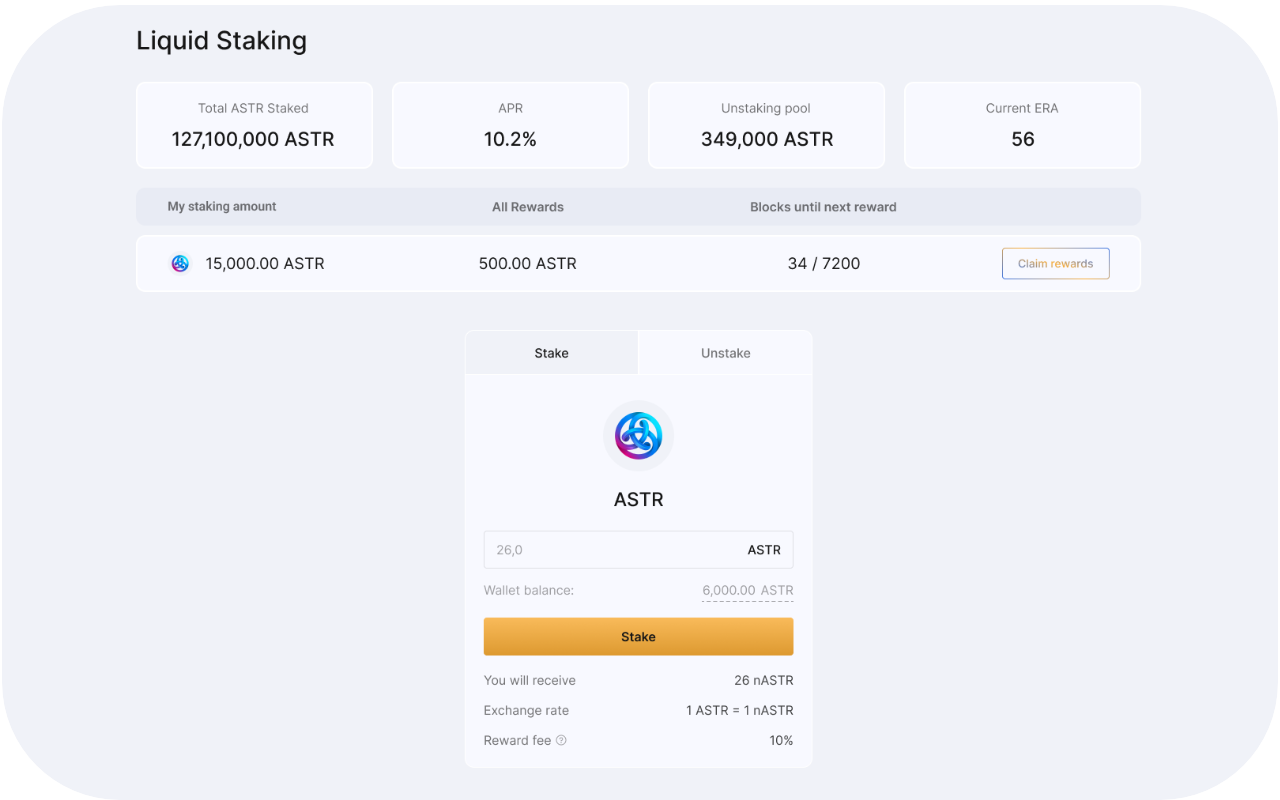 Liquid Staking
Total ASTR Staked
127,100,000 ASTR
APR
10.2%
Unstaking pool
349,000 ASTR
Current ERA
56
My staking amount All Rewards Blocks until next reward
15,000.00 ASTR 500.00 ASTR 34 / 7200 Claim rewards
Stake Unstake
ASTR
26,0 ASTR
Wallet balance: 6,000.00 ASTR
Stake
You will receive 26 nASTR
Exchange rate 1 ASTR = 1 nASTR
Reward fee ? 10%